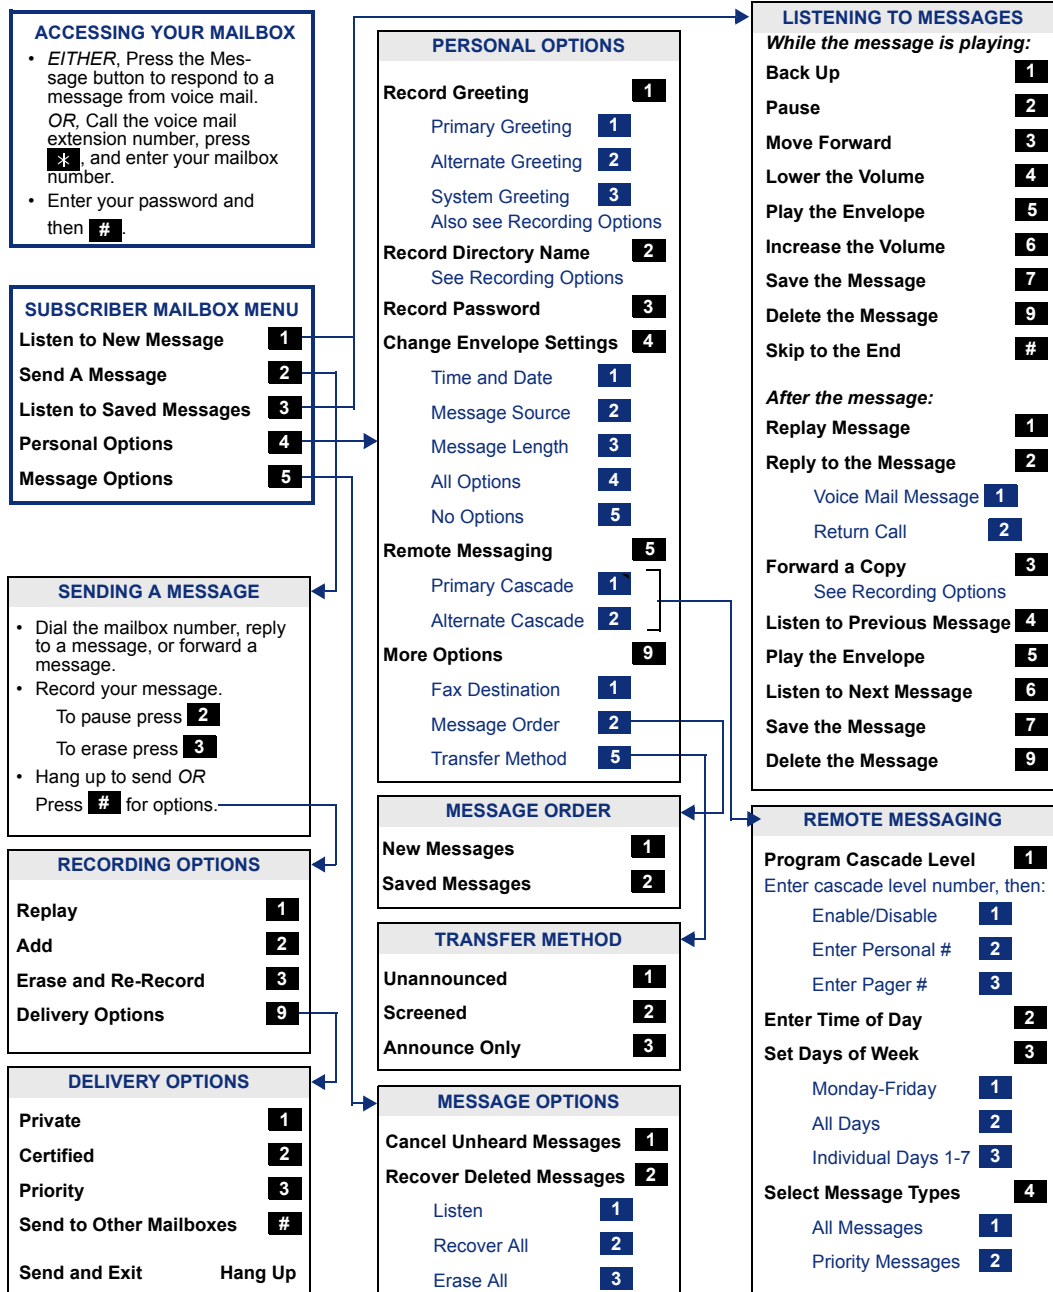 ACCESSING YOUR MAILBOX
• EITHER, Press the Mes-
sage button to respond to a
message from voice mail.
OR, Call the voice mail
extension number, press
* , and enter your mailbox
number.
• Enter your password and
then # .
SUBSCRIBER MAILBOX MENU
Listen to New Message 1
Send A Message 2
Listen to Saved Messages 3
Personal Options 4
Message Options 5
SENDING A MESSAGE
• Dial the mailbox number, reply
to a message, or forward a
message.
• Record your message.
To pause press 2
To erase press 3
• Hang up to send OR
Press # for options.
RECORDING OPTIONS
Replay 1
Add 2
Erase and Re-Record 3
Delivery Options 9
DELIVERY OPTIONS
Private 1
Certified 2
Priority 3
Send to Other Mailboxes #
Send and Exit Hang Up
PERSONAL OPTIONS
Record Greeting 1
Primary Greeting 1
Alternate Greeting 2
System Greeting 3
Also see Recording Options
Record Directory Name 2
See Recording Options
Record Password 3
Change Envelope Settings 4
Time and Date 1
Message Source 2
Message Length 3
All Options 4
No Options 5
Remote Messaging 5
Primary Cascade 1
Alternate Cascade 2
More Options 9
Fax Destination 1
Message Order 2
Transfer Method 5
MESSAGE ORDER
New Messages 1
Saved Messages 2
TRANSFER METHOD
Unannounced 1
Screened 2
Announce Only 3
MESSAGE OPTIONS
Cancel Unheard Messages 1
Recover Deleted Messages 2
Listen 1
Recover All 2
Erase All 3
LISTENING TO MESSAGES
While the message is playing:
Back Up 1
Pause 2
Move Forward 3
Lower the Volume 4
Play the Envelope 5
Increase the Volume 6
Save the Message 7
Delete the Message 9
Skip to the End #
After the message:
Replay Message 1
Reply to the Message 2
Voice Mail Message 1
Return Call 2
Forward a Copy 3
See Recording Options
Listen to Previous Message 4
Play the Envelope 5
Listen to Next Message 6
Save the Message 7
Delete the Message 9
REMOTE MESSAGING
Program Cascade Level 1
Enter cascade level number, then:
Enable/Disable 1
Enter Personal # 2
Enter Pager # 3
Enter Time of Day 2
Set Days of Week 3
Monday-Friday 1
All Days 2
Individual Days 1-7 3
Select Message Types 4
All Messages 1
Priority Messages 2